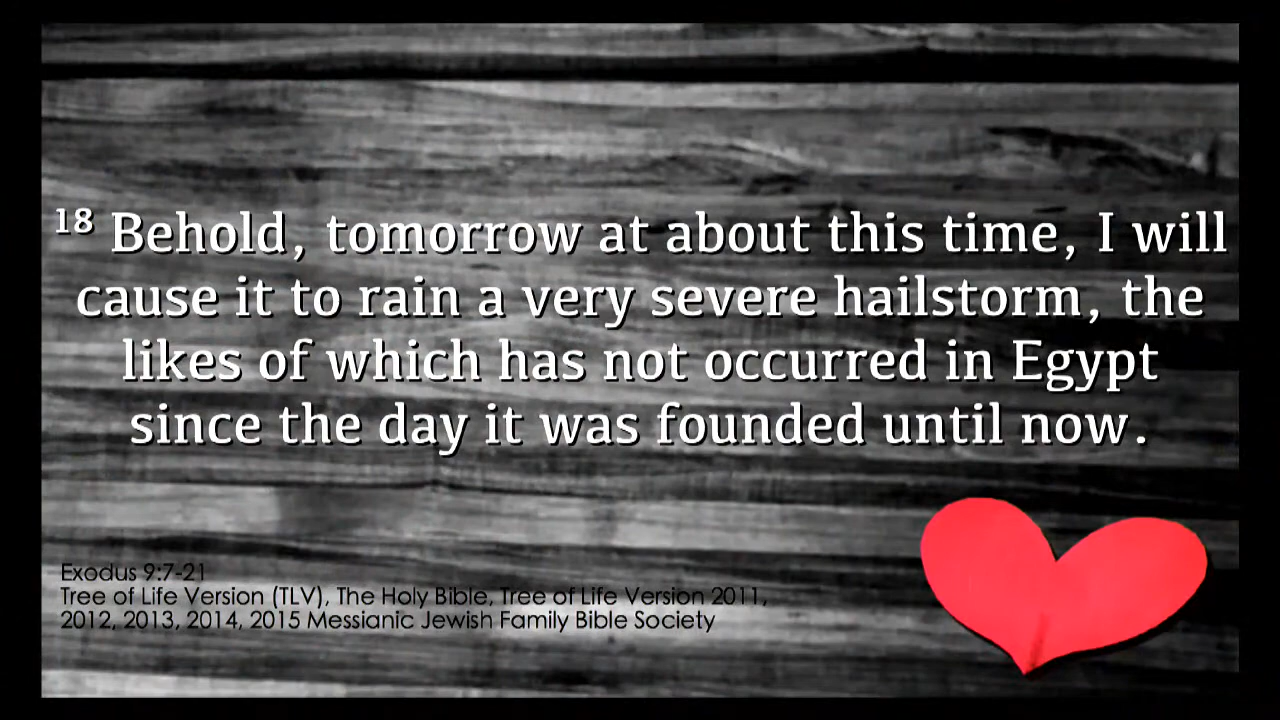 18 Behold, tomorrow at about this time, I will
cause it to rain a very severe hailstorm, the
likes of which has not occurred in Egypt
since the day it was founded until now.
Exodus 9:7-21
Tree of Life Version (TLV), The Holy Bible, Tree of Life Version 2011,
2012, 2013, 2014, 2015 Messianic Jewish Family Bible Society